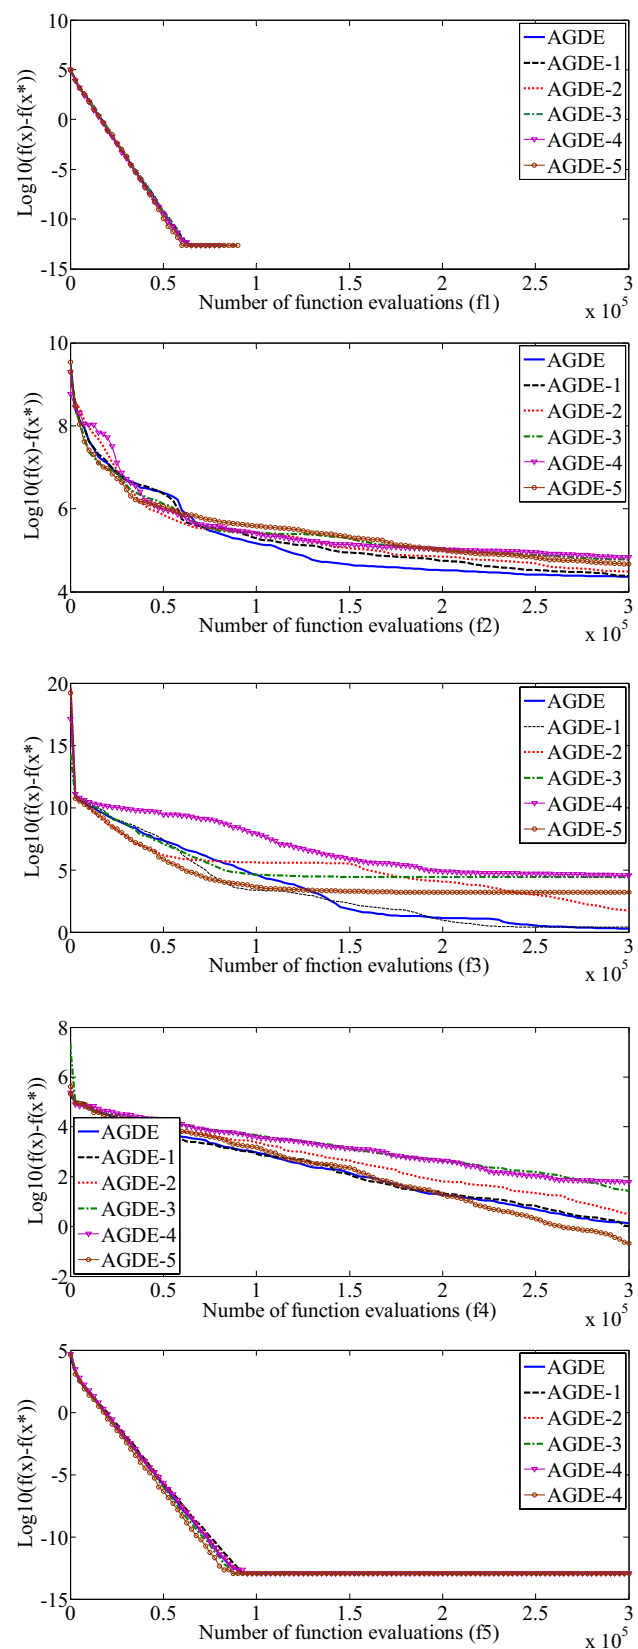 Log10(f(x)-f(x*))
10
5
0
-5
-10
-15
0 0.5 1 1.5 2 2.5 3
x 10^5
Number of function evaluations (f1)
AGDE
AGDE-1
AGDE-2
AGDE-3
AGDE-4
AGDE-5
Log10(f(x)-f(x*))
10
8
6
4
0 0.5 1 1.5 2 2.5 3
x 10^5
Number of function evaluations (f2)
AGDE
AGDE-1
AGDE-2
AGDE-3
AGDE-4
AGDE-5
Log10(f(x)-f(x*)
20
15
10
5
0
0 0.5 1 1.5 2 2.5 3
x 10^5
Number of fnction evaluitions (f3)
AGDE
AGDE-1
AGDE-2
AGDE-3
AGDE-4
AGDE-5
Log10(f(x)-f(x*))
8
6
4
2
0
-2
0 0.5 1 1.5 2 2.5 3
x 10^5
Numbe of function evaluations (f4)
AGDE
AGDE-1
AGDE-2
AGDE-3
AGDE-4
AGDE-5
Log10(f(x)-f(x*))
5
0
-5
-10
-15
0 0.5 1 1.5 2 2.5 3
x 10^5
Number of function evaluations (f5)
AGDE
AGDE-1
AGDE-2
AGDE-3
AGDE-4
AGDE-4